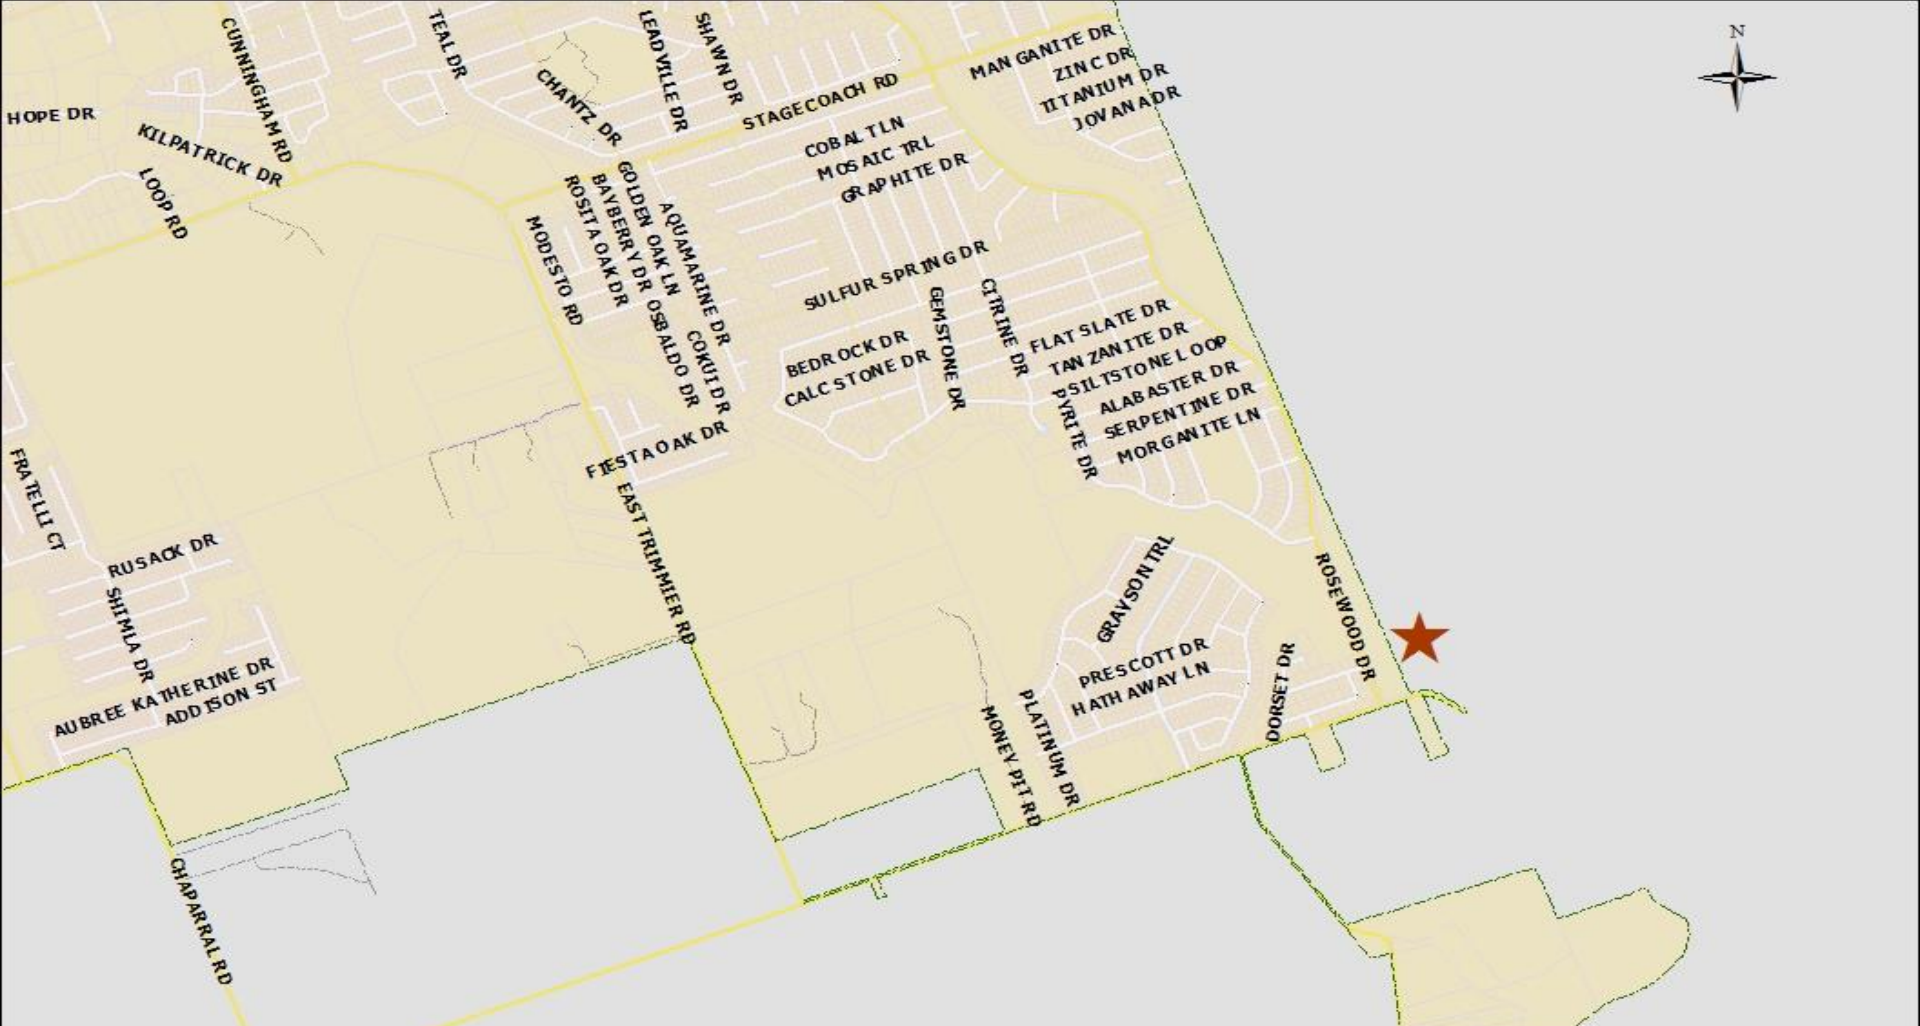 N
CUNNINGHAM RD
TEAL DR
LEADVILLE DR
SHAWN DR
MANGANITE DR
ZINC DR
TITANIUM DR
JOVANA DR
HOPE DR
CHANTZ DR
STAGECOACH RD
KILPATRICK DR
LOOP RD
COBALT LN
MOSAIC TRL
GRAPHITE DR
GOLDEN OAK LN
BAYBERRY DR
ROSITA OAK DR
AQUAMARINE DR
MODESTO RD
SULFUR SPRING DR
CITRINE DR
GEMSTONE DR
OSBALDO DR
COKUI DR
BEDROCK DR
CALCSTONE DR
FLAT SLATE DR
TANZANITE DR
SILTSTONE LOOP
ALABASTER DR
SERPENTINE DR
MORGANITE LN
PYRITE DR
FIESTA OAK DR
FRATELLI CT
EAST TRIMMIER RD
RUSACK DR
SHIMLA DR
GRAYSON TRL
ROSEWOOD DR
PRESCOTT DR
HATHAWAY LN
DORSET DR
AUBREE KATHERINE DR
ADDISON ST
PLATINUM DR
MONEY PIT RD
CHAPARRAL RD